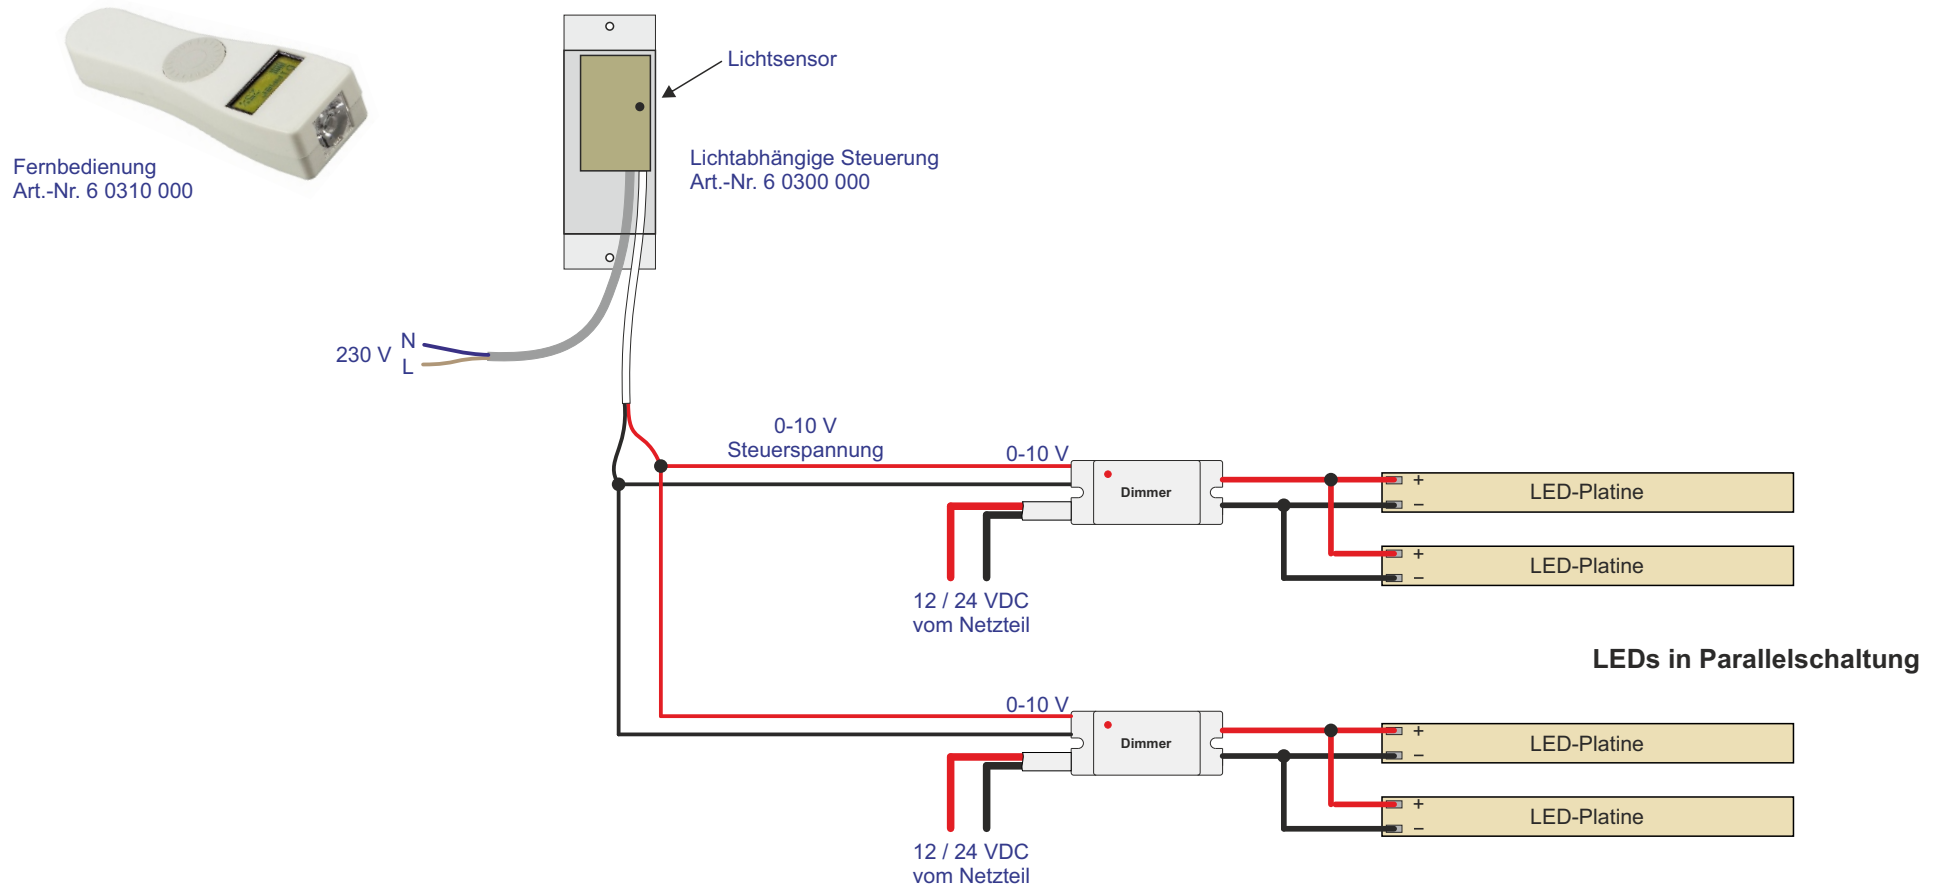 Lichtsensor
Fernbedienung
Art.-Nr. 6 0310 000
Lichtabhängige Steuerung
Art.-Nr. 6 0300 000
230 V
N
L
0-10 V
Steuerspannung
0-10 V
Dimmer
+
−
LED-Platine
+
−
LED-Platine
12 / 24 VDC
vom Netzteil
LEDs in Parallelschaltung
0-10 V
Dimmer
+
−
LED-Platine
+
−
LED-Platine
12 / 24 VDC
vom Netzteil